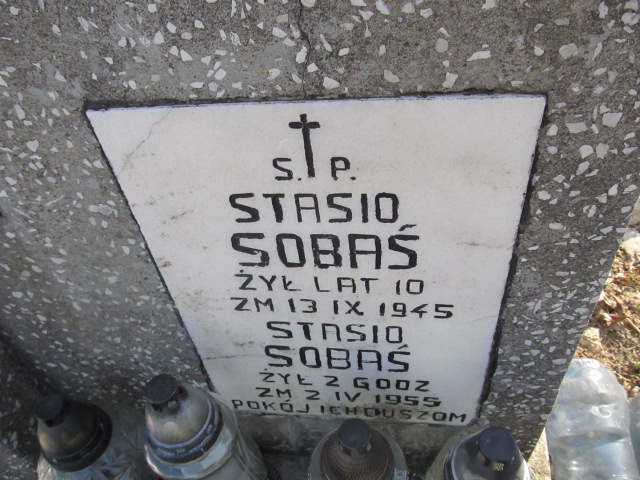 S. P.
STASIO
SOBAŚ
ŻYŁ LAT 10
ZM 13 IX 1945
STASIO
SOBAŚ
ŻYŁ 2 GODZ
ZM 2 IV 1955
POKÓJ ICH DUSZOM